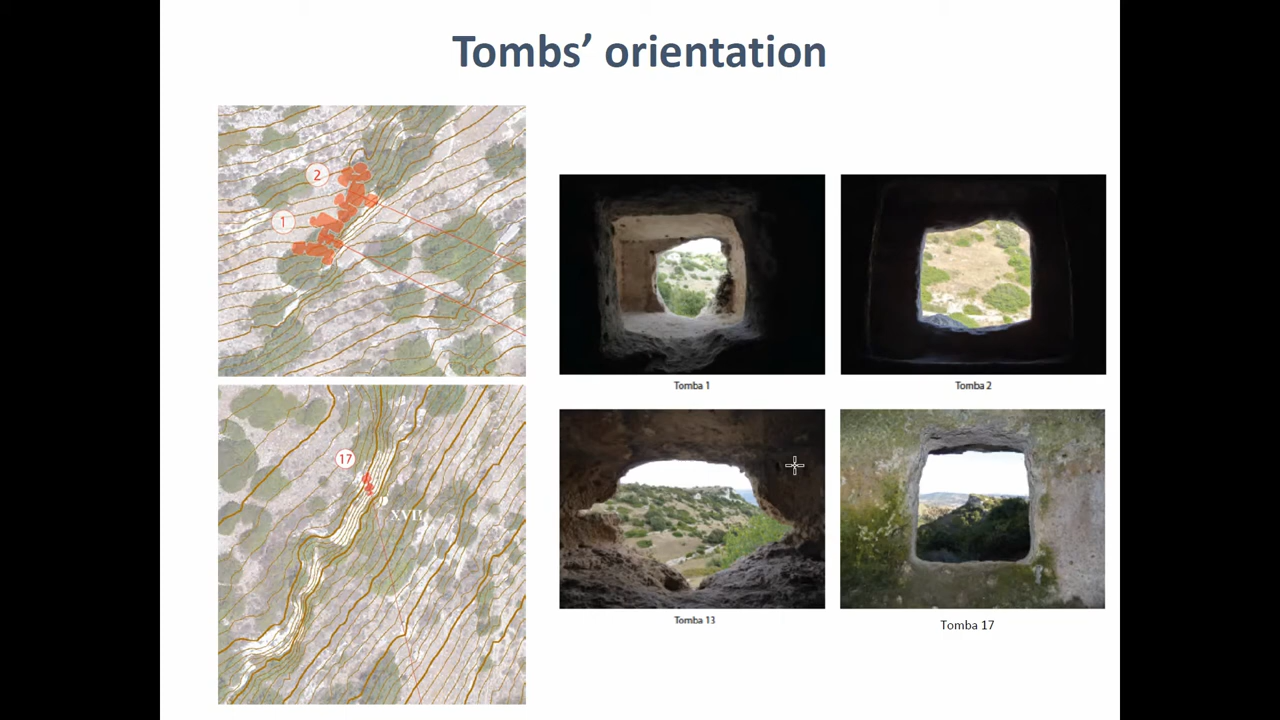 Tombs’ orientation
2
1
Tomba 1
Tomba 2
17
XVII
Tomba 13
Tomba 17